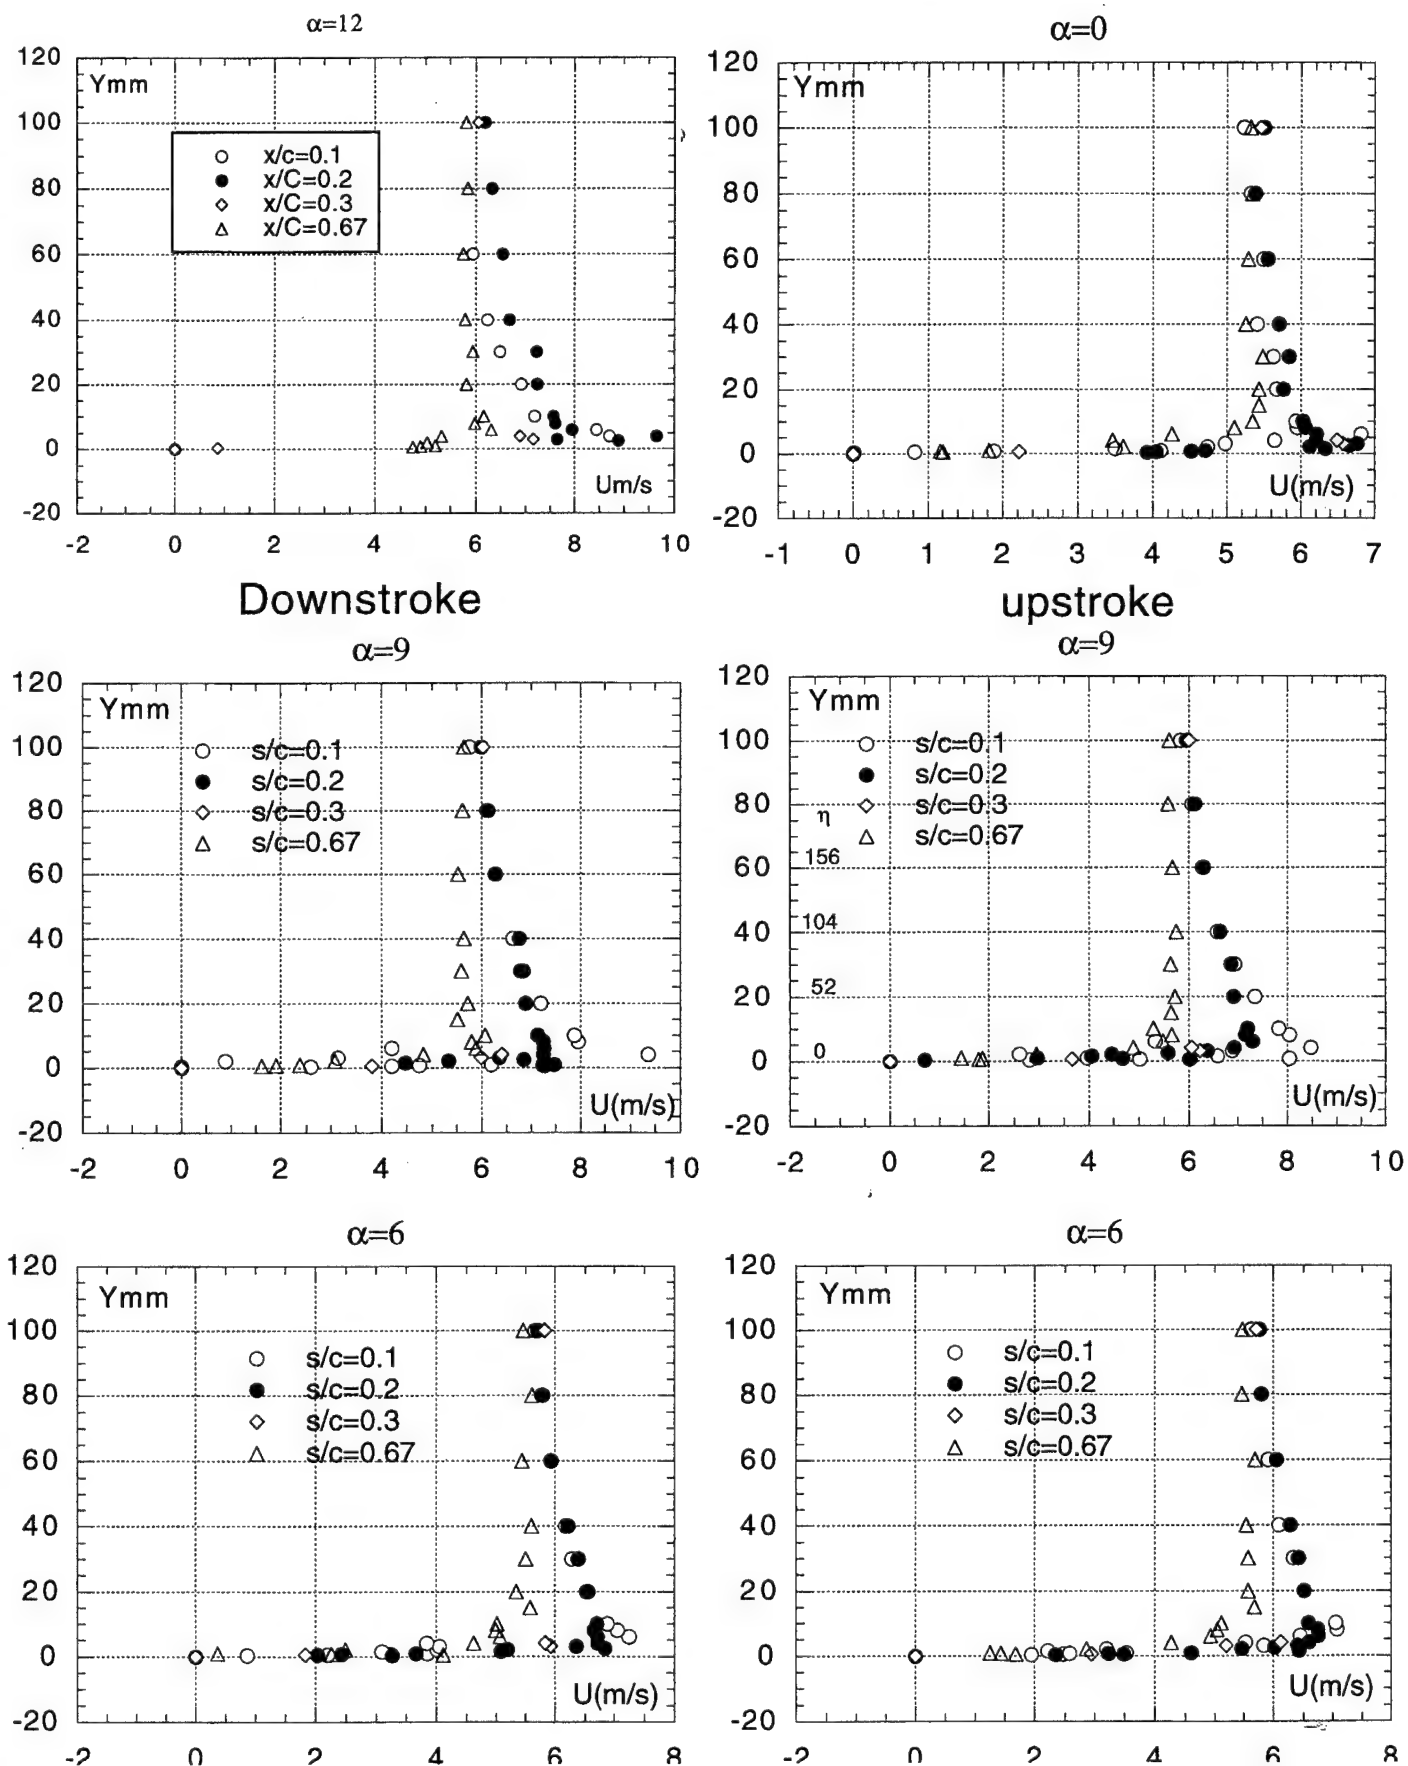 α=12
120
100
80
60
40
20
0
-20
Ymm
x/c=0.1
x/C=0.2
x/C=0.3
x/C=0.67
Um/s
-2 0 2 4 6 8 10
α=0
120
100
80
60
40
20
0
-20
Ymm
U(m/s)
-1 0 1 2 3 4 5 6 7
Downstroke
upstroke
α=9
120
100
80
60
40
20
0
-20
Ymm
s/c=0.1
s/c=0.2
s/c=0.3
s/c=0.67
U(m/s)
-2 0 2 4 6 8 10
α=9
120
100
80
60
40
20
0
-20
Ymm
s/c=0.1
s/c=0.2
s/c=0.3
s/c=0.67
η
156
104
52
0
U(m/s)
-2 0 2 4 6 8 10
α=6
120
100
80
60
40
20
0
-20
Ymm
s/c=0.1
s/c=0.2
s/c=0.3
s/c=0.67
U(m/s)
-2 0 2 4 6 8
α=6
120
100
80
60
40
20
0
-20
Ymm
s/c=0.1
s/c=0.2
s/c=0.3
s/c=0.67
U(m/s)
-2 0 2 4 6 8